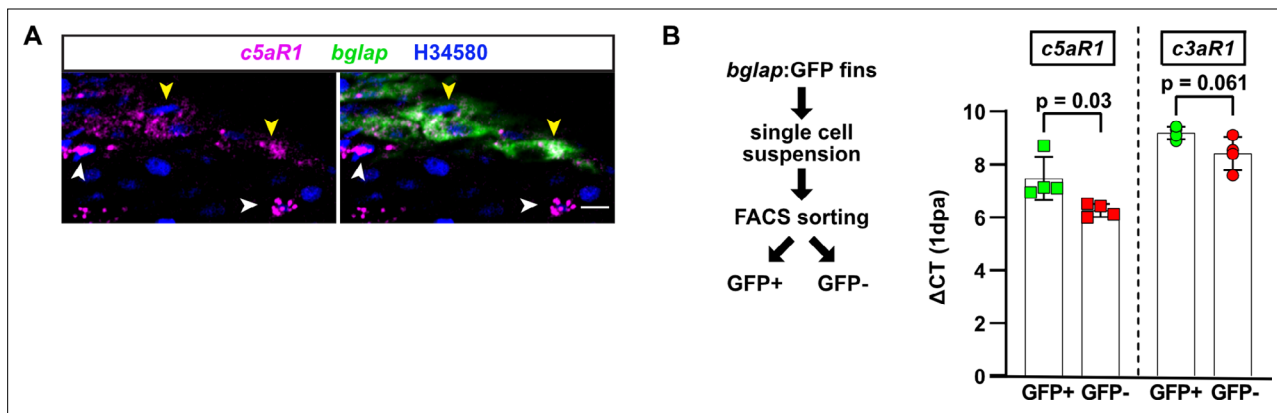 A
c5aR1 bglap H34580
B
bglap:GFP fins
single cell
suspension
FACS sorting
GFP+ GFP-
c5aR1 c3aR1
p = 0.03
p = 0.061
ΔCT (1dpa)
10
8
6
4
2
0
GFP+ GFP- GFP+ GFP-